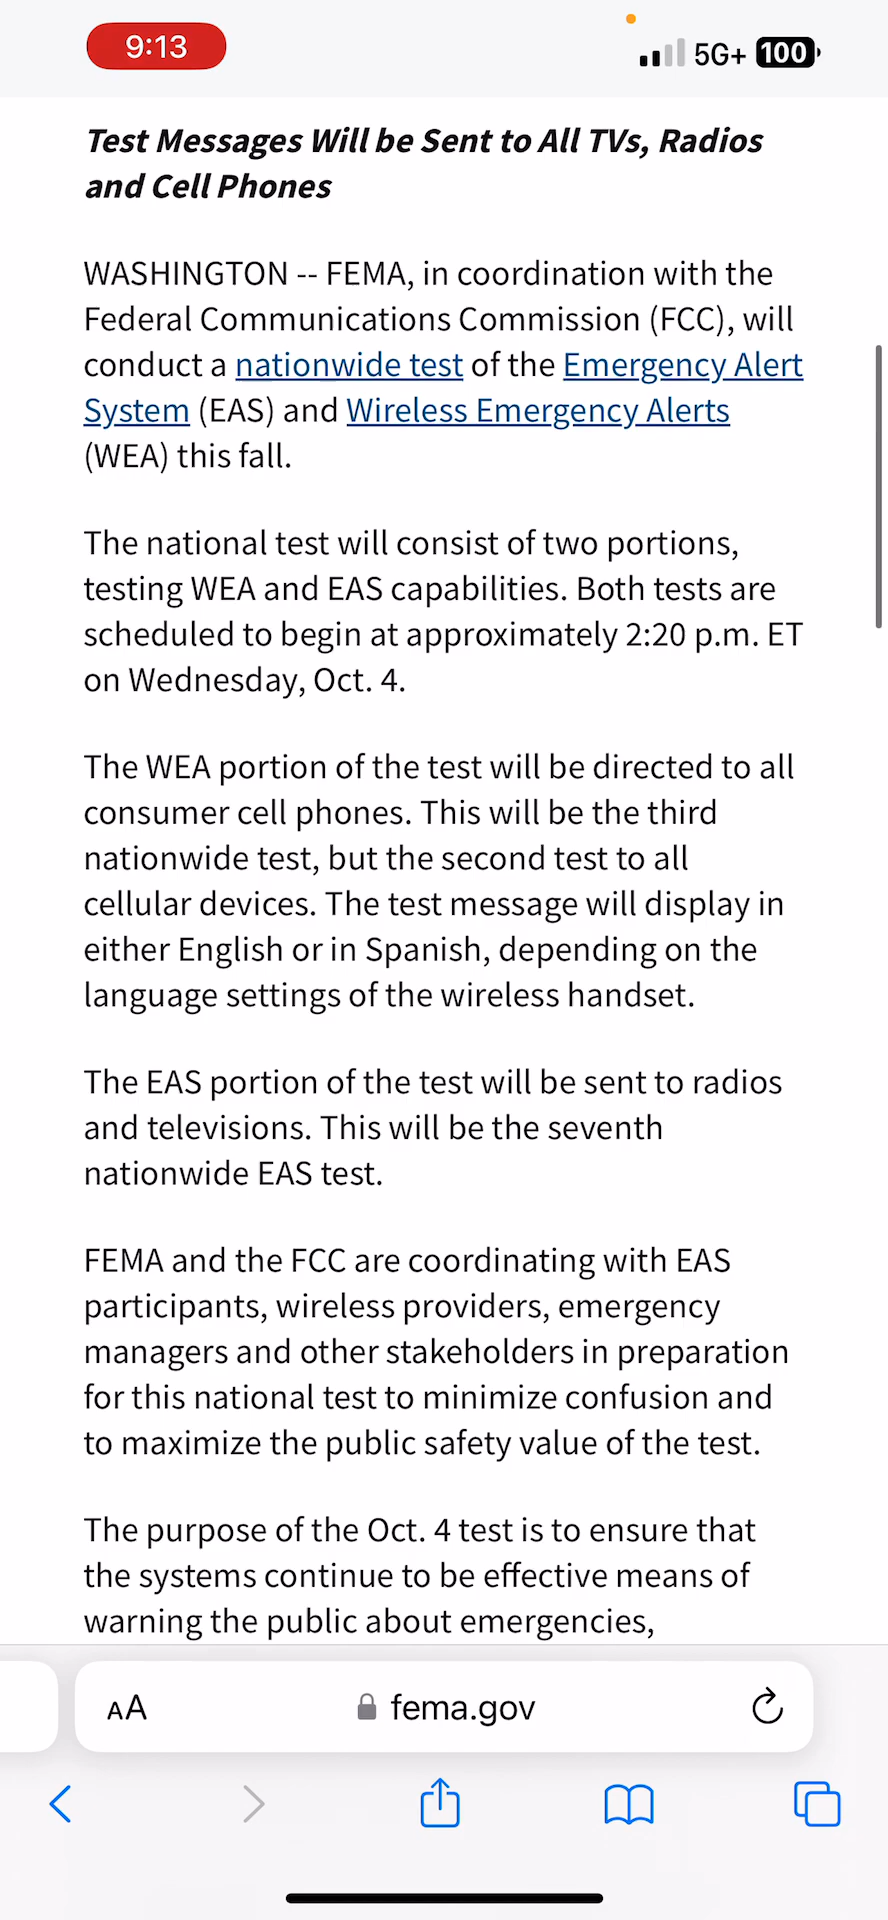 9:13
5G+ 100
Test Messages Will be Sent to All TVs, Radios
and Cell Phones
WASHINGTON -- FEMA, in coordination with the
Federal Communications Commission (FCC), will
conduct a nationwide test of the Emergency Alert
System (EAS) and Wireless Emergency Alerts
(WEA) this fall.
The national test will consist of two portions,
testing WEA and EAS capabilities. Both tests are
scheduled to begin at approximately 2:20 p.m. ET
on Wednesday, Oct. 4.
The WEA portion of the test will be directed to all
consumer cell phones. This will be the third
nationwide test, but the second test to all
cellular devices. The test message will display in
either English or in Spanish, depending on the
language settings of the wireless handset.
The EAS portion of the test will be sent to radios
and televisions. This will be the seventh
nationwide EAS test.
FEMA and the FCC are coordinating with EAS
participants, wireless providers, emergency
managers and other stakeholders in preparation
for this national test to minimize confusion and
to maximize the public safety value of the test.
The purpose of the Oct. 4 test is to ensure that
the systems continue to be effective means of
warning the public about emergencies,
AA fema.gov